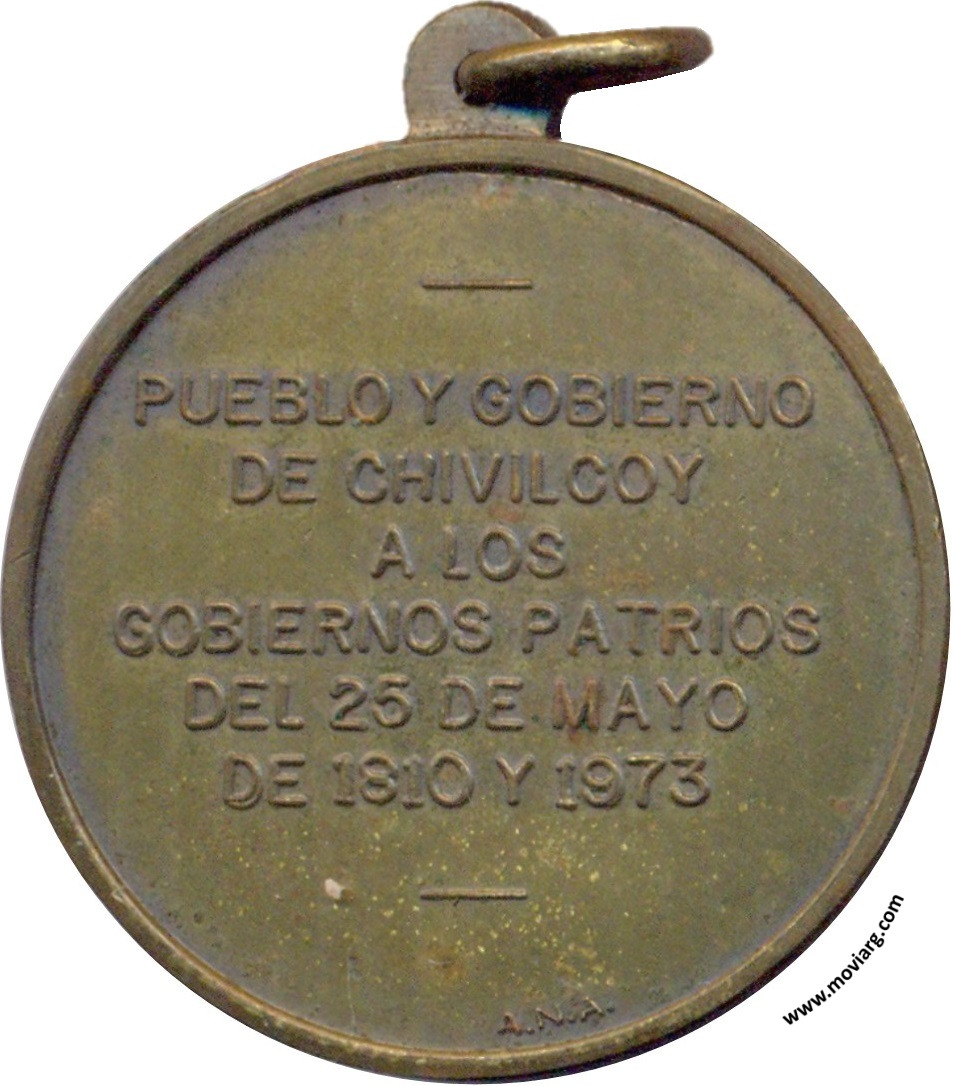 PUEBLO Y GOBIERNO
DE CHIVILCOY
A LOS
GOBIERNOS PATRIOS
DEL 25 DE MAYO
DE 1810 Y 1973
A.N.A.
www.moviarg.com